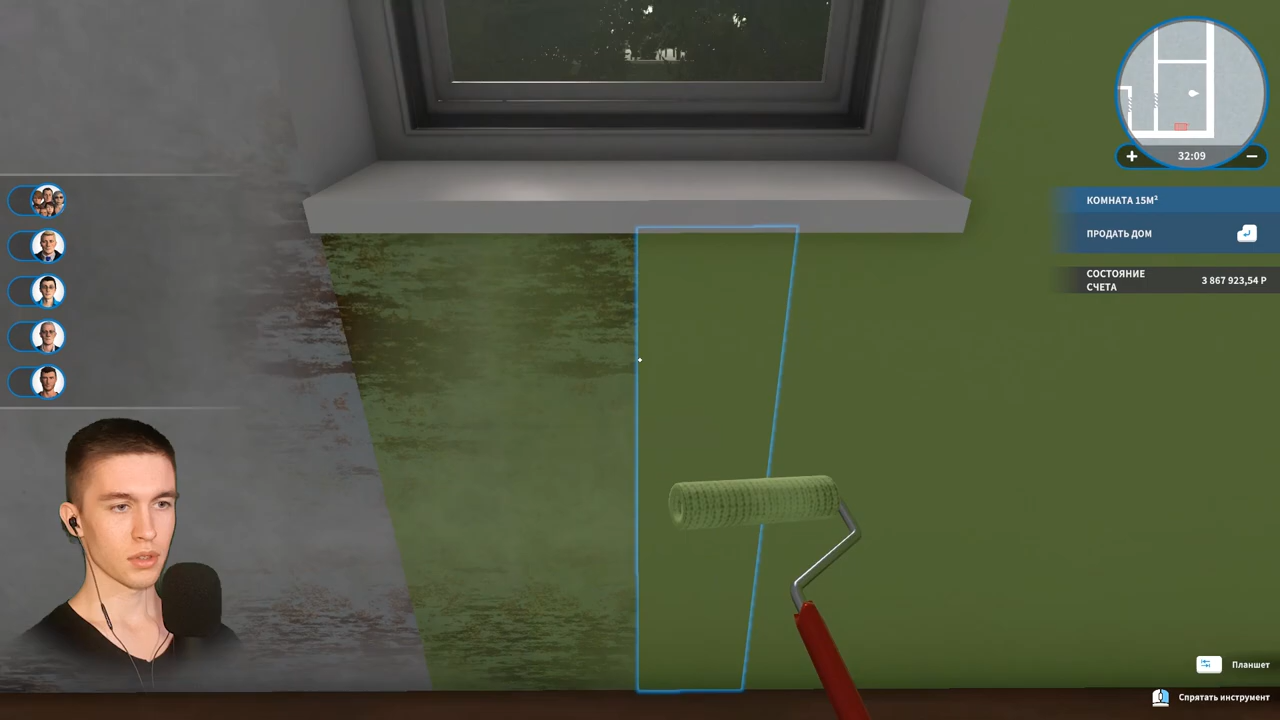 32:09
КОМНАТА 15М²
ПРОДАТЬ ДОМ
СОСТОЯНИЕ
СЧЕТА
3 867 923,54 Р
Планшет
Спрятать инструмент